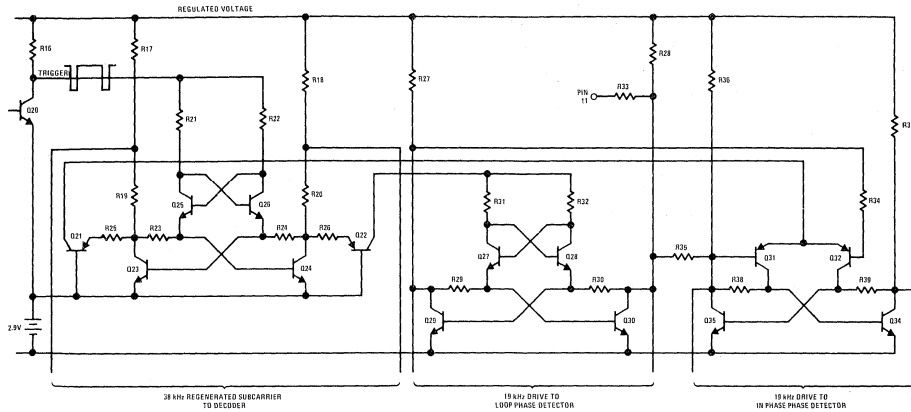 REGULATED VOLTAGE
R16
R17
R18
R27
R28
R36
R3
TRIGGER
Q20
R21
R22
PIN 11
R33
R19
R20
Q25
Q26
R31
R32
R34
Q21
R25
R23
R24
R26
Q22
Q27
Q28
R35
Q31
Q32
Q23
Q24
R29
R30
R38
R39
2.9V
Q29
Q30
Q35
Q34
38 kHz REGENERATED SUBCARRIER
TO DECODER
19 kHz DRIVE TO
LOOP PHASE DETECTOR
19 kHz DRIVE TO
IN PHASE PHASE DETECTOR